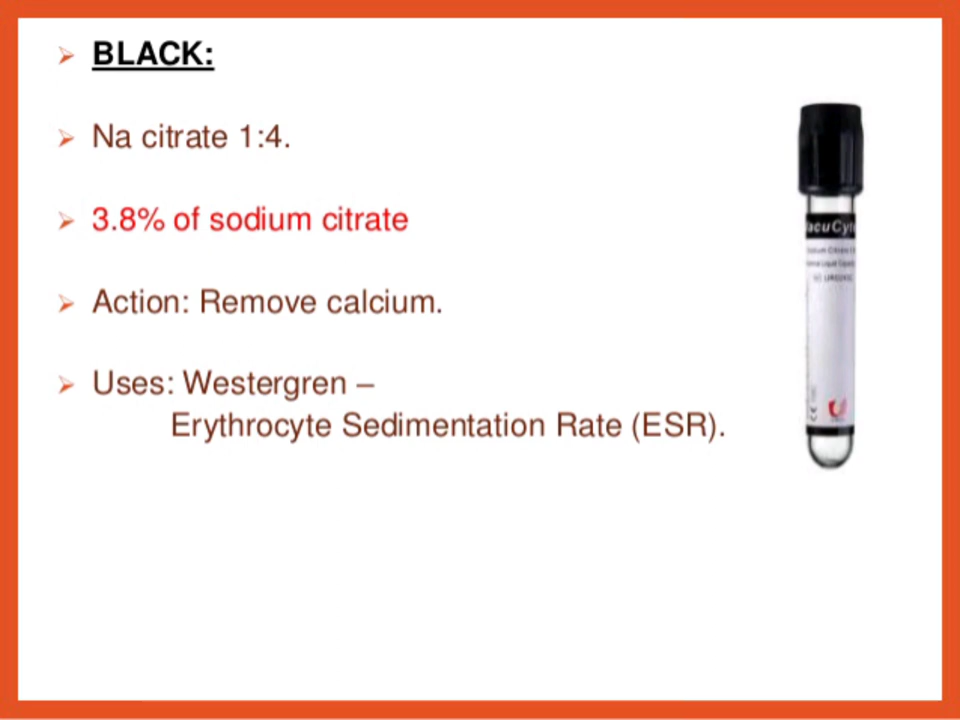 BLACK:
Na citrate 1:4.
3.8% of sodium citrate
Action: Remove calcium.
Uses: Westergren –
Erythrocyte Sedimentation Rate (ESR).
acuCyt